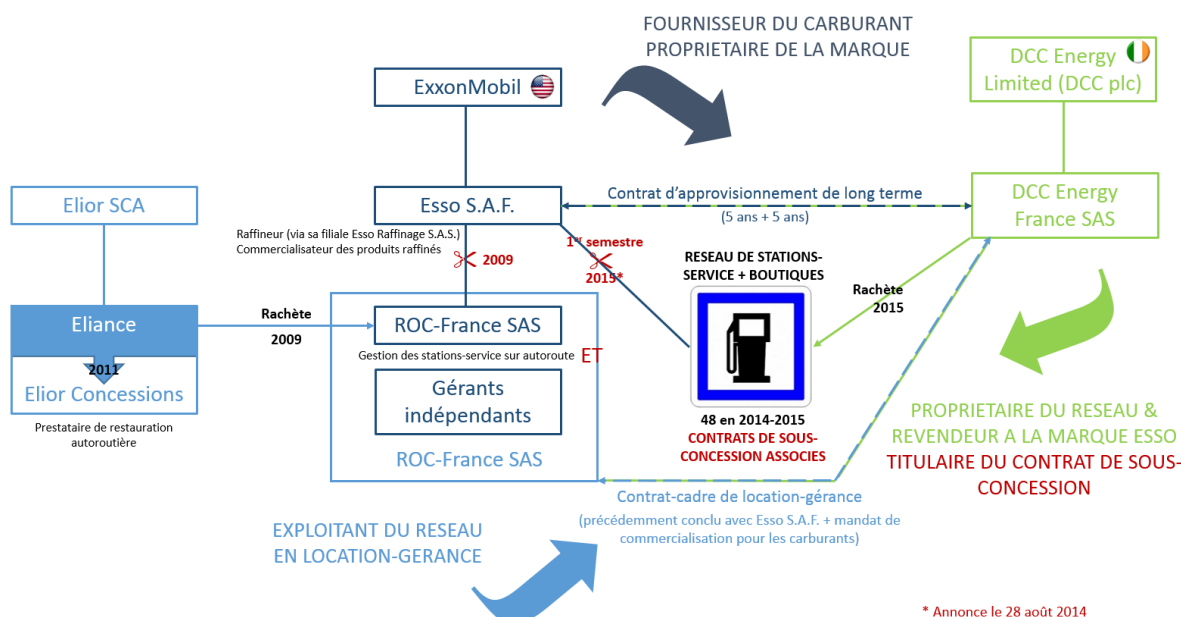 FOURNISSEUR DU CARBURANT
PROPRIETAIRE DE LA MARQUE
ExxonMobil
DCC Energy
Limited (DCC plc)
Elior SCA
Esso S.A.F.
Contrat d'approvisionnement de long terme
(5 ans + 5 ans)
DCC Energy
France SAS
Raffineur (via sa filiale Esso Raffinage S.A.S.)
Commercialisateur des produits raffinés
2009
1er semestre
2015*
RESEAU DE STATIONS-
SERVICE + BOUTIQUES
Rachète
2015
Eliance
2011
Elior Concessions
Prestataire de restauration
autoroutière
Rachète
2009
ROC-France SAS
Gestion des stations-service sur autoroute ET
Gérants
indépendants
ROC-France SAS
48 en 2014-2015
CONTRATS DE SOUS-
CONCESSION ASSOCIES
PROPRIETAIRE DU RESEAU &
REVENDEUR A LA MARQUE ESSO
TITULAIRE DU CONTRAT DE SOUS-
CONCESSION
Contrat-cadre de location-gérance
(précédemment conclu avec Esso S.A.F. + mandat de
commercialisation pour les carburants)
EXPLOITANT DU RESEAU
EN LOCATION-GERANCE
* Annonce le 28 août 2014